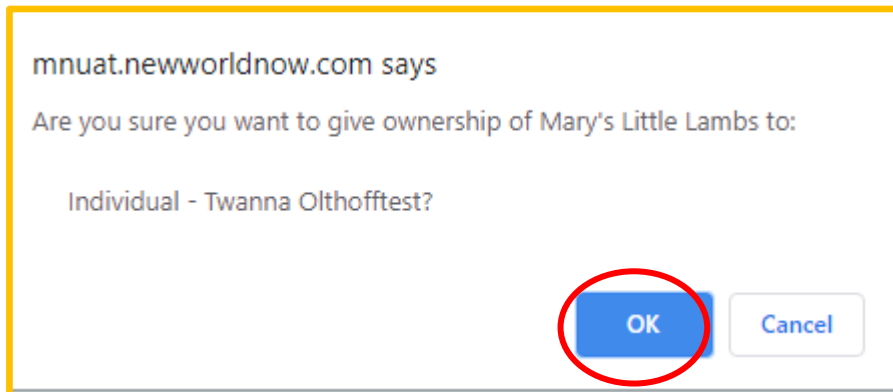 mnuat.newworldnow.com says
Are you sure you want to give ownership of Mary's Little Lambs to:
Individual - Twanna Olthofftest?
OK Cancel